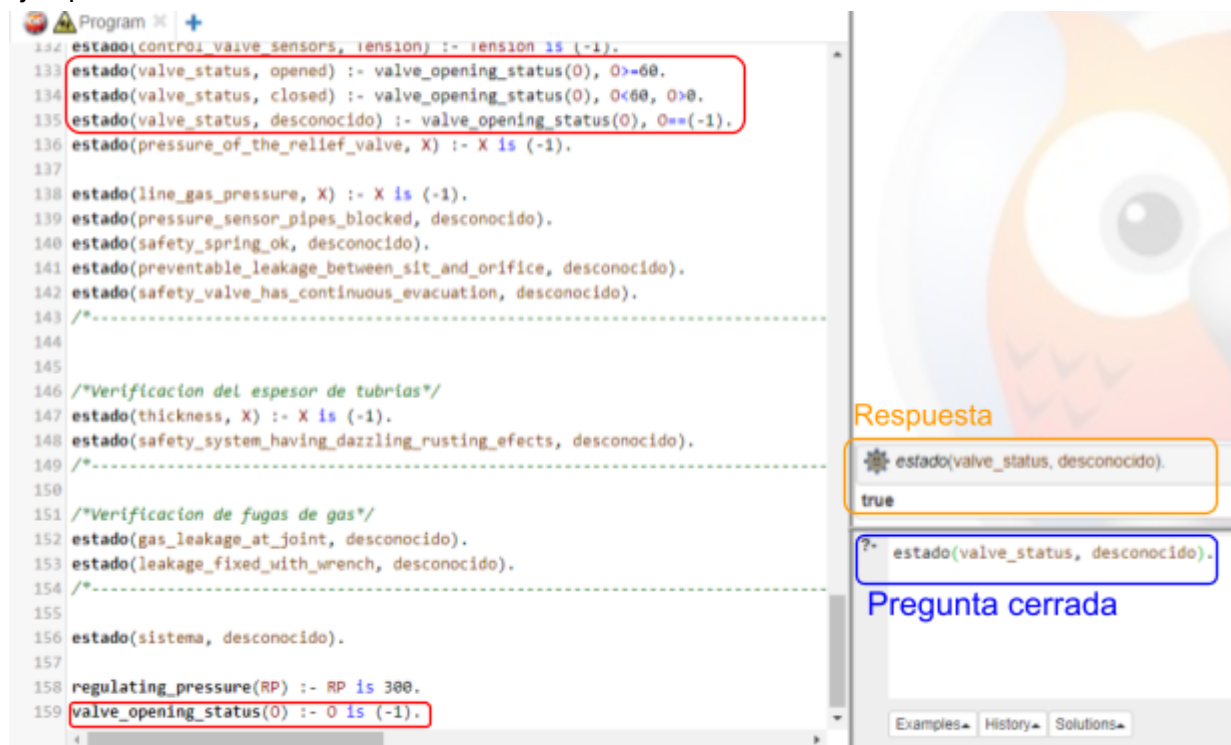 Program
132 estado(control_valve_sensors, Tension) :- Tension is (-1).
133 estado(valve_status, opened) :- valve_opening_status(O), O>=60.
134 estado(valve_status, closed) :- valve_opening_status(O), O<60, O>0.
135 estado(valve_status, desconocido) :- valve_opening_status(O), O==(-1).
136 estado(pressure_of_the_relief_valve, X) :- X is (-1).
137
138 estado(line_gas_pressure, X) :- X is (-1).
139 estado(pressure_sensor_pipes_blocked, desconocido).
140 estado(safety_spring_ok, desconocido).
141 estado(preventable_leakage_between_sit_and_orifice, desconocido).
142 estado(safety_valve_has_continuous_evacuation, desconocido).
143 /*--------------------------------------------------------------------------------
144
145
146 /*Verificacion del espesor de tubrias*/
147 estado(thickness, X) :- X is (-1).
148 estado(safety_system_having_dazzling_rusting_efects, desconocido).
149 /*--------------------------------------------------------------------------------
150
151 /*Verificacion de fugas de gas*/
152 estado(gas_leakage_at_joint, desconocido).
153 estado(leakage_fixed_with_wrench, desconocido).
154 /*--------------------------------------------------------------------------------
155
156 estado(sistema, desconocido).
157
158 regulating_pressure(RP) :- RP is 300.
159 valve_opening_status(O) :- O is (-1).
Respuesta
estado(valve_status, desconocido).
true
?- estado(valve_status, desconocido).
Pregunta cerrada
Examples History Solutions